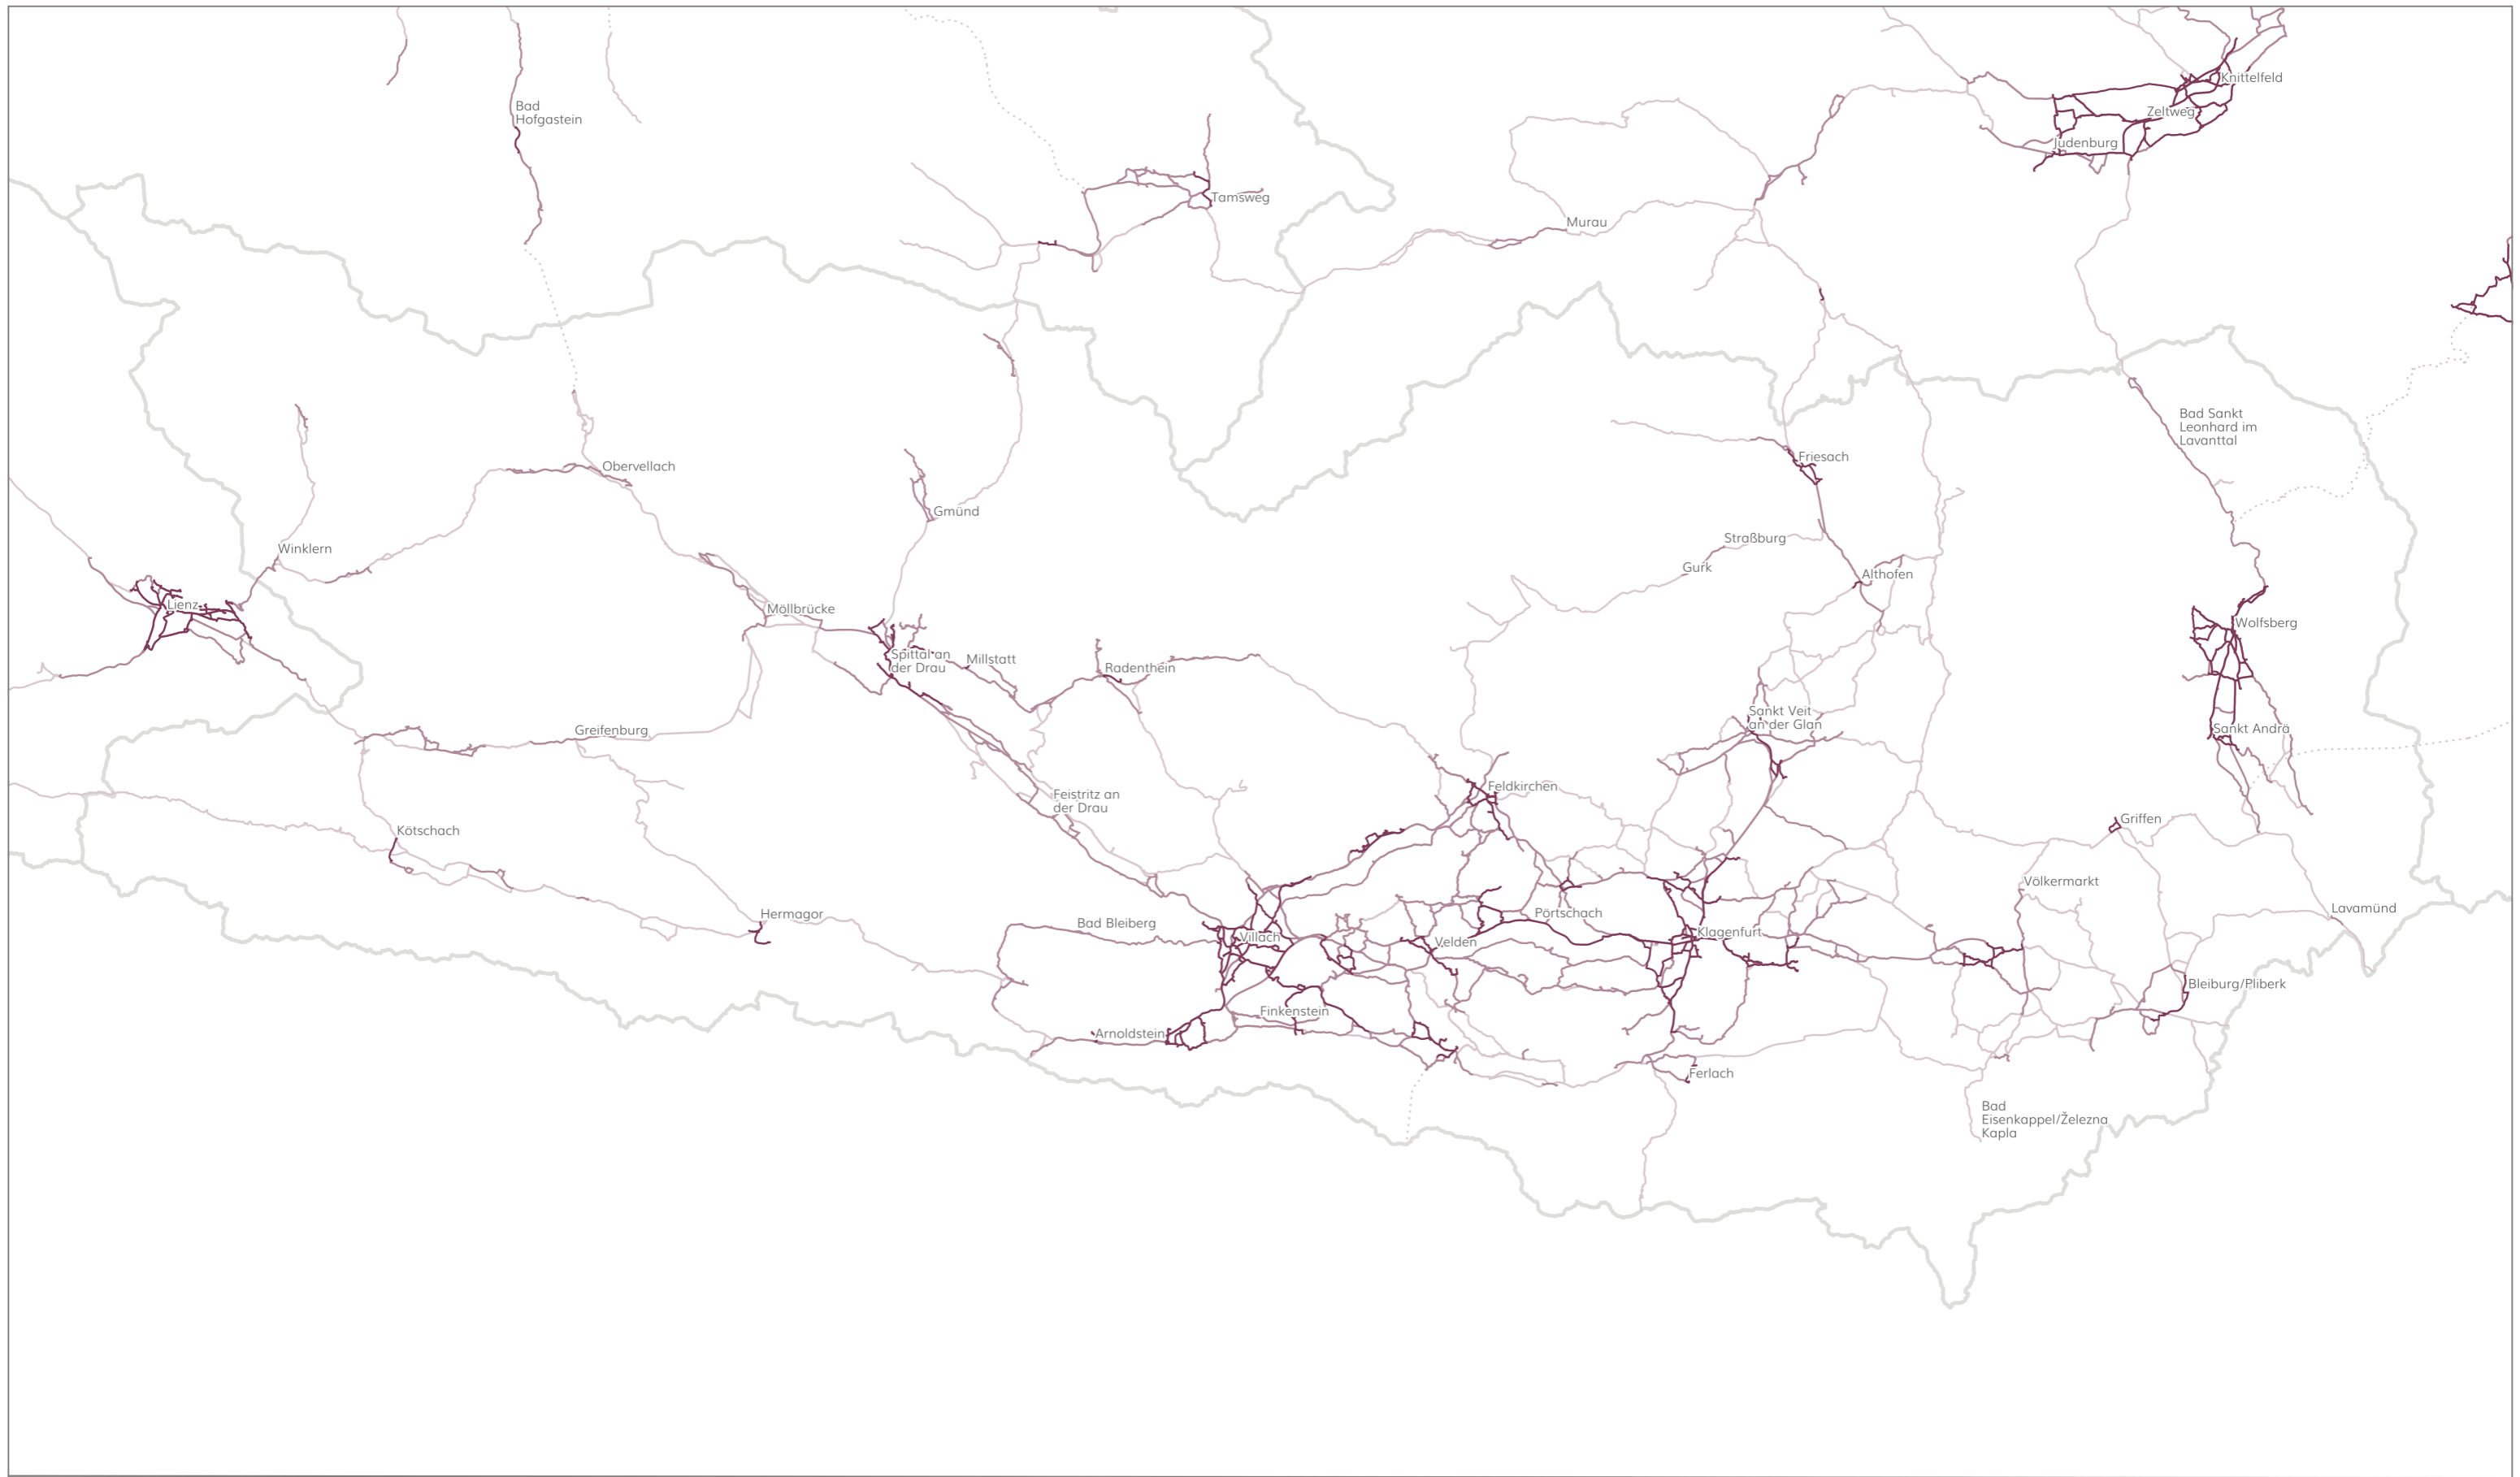 Knittelfeld
Bad
Hofgastein
Zeltweg
Judenburg
Tamsweg
Murau
Bad Sankt
Leonhard im
Lavanttal
Friesach
Obervellach
Gmünd
Straßburg
Winklern
Gurk
Althofen
Lienz
Möllbrücke
Wolfsberg
Spittal an
der Drau
Millstatt
Radenthein
Sankt Veit
an der Glan
Greifenburg
Sankt Andrä
Feldkirchen
Feistritz an
der Drau
Griffen
Kötschach
Völkermarkt
Hermagor
Pörtschach
Lavamünd
Bad Bleiberg
Klagenfurt
Villach
Velden
Bleiburg/Pliberk
Finkenstein
Arnoldstein
Ferlach
Bad
Eisenkappel/Železna
Kapla